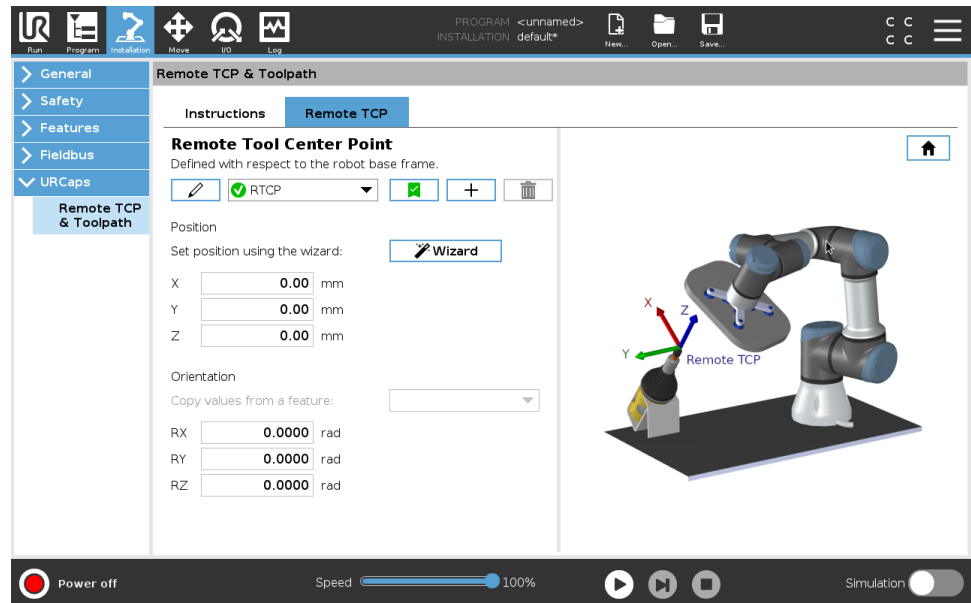 PROGRAM <unnamed>
INSTALLATION default*
Run Program Installation Move I/O Log New... Open... Save...
C C
C C
General
Safety
Features
Fieldbus
URCaps
Remote TCP
& Toolpath
Remote TCP & Toolpath
Instructions Remote TCP
Remote Tool Center Point
Defined with respect to the robot base frame.
RTCP
Position
Set position using the wizard: Wizard
X 0.00 mm
Y 0.00 mm
Z 0.00 mm
Orientation
Copy values from a feature:
RX 0.0000 rad
RY 0.0000 rad
RZ 0.0000 rad
X
Z
Y
Remote TCP
Power off Speed 100% Simulation